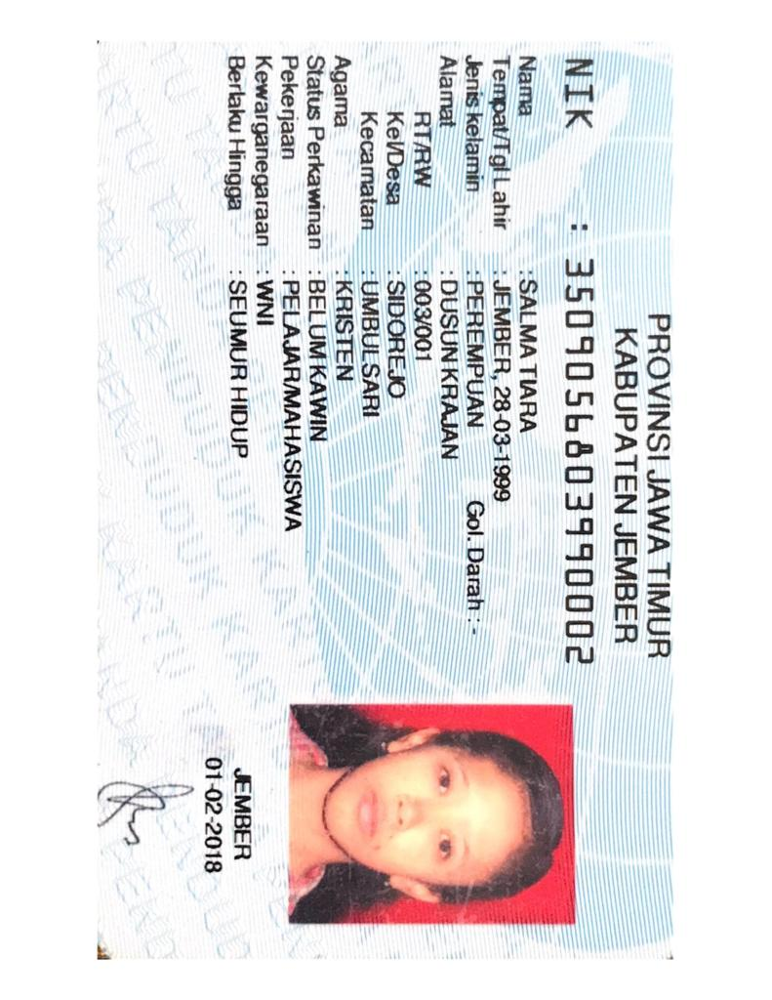 PROVINSI JAWA TIMUR
KABUPATEN JEMBER
NIK : 3509056803990002
Nama : SALMA TIARA
Tempat/Tgl Lahir : JEMBER, 28-03-1999
Jenis kelamin : PEREMPUAN Gol. Darah : -
Alamat : DUSUN KRAJAN
RT/RW : 003/001
Kel/Desa : SIDOREJO
Kecamatan : UMBULSARI
Agama : KRISTEN
Status Perkawinan : BELUM KAWIN
Pekerjaan : PELAJAR/MAHASISWA
Kewarganegaraan : WNI
Berlaku Hingga : SEUMUR HIDUP
JEMBER
01-02-2018